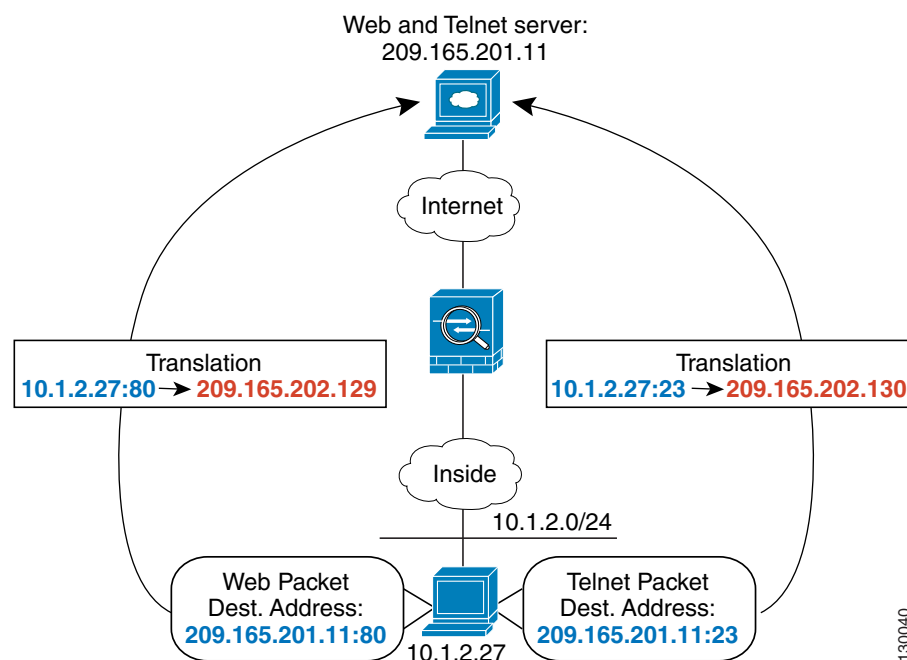 Web and Telnet server:
209.165.201.11
Internet
Translation
10.1.2.27:80 → 209.165.202.129
Translation
10.1.2.27:23 → 209.165.202.130
Inside
10.1.2.0/24
Web Packet
Dest. Address:
209.165.201.11:80
Telnet Packet
Dest. Address:
209.165.201.11:23
10.1.2.27
130040